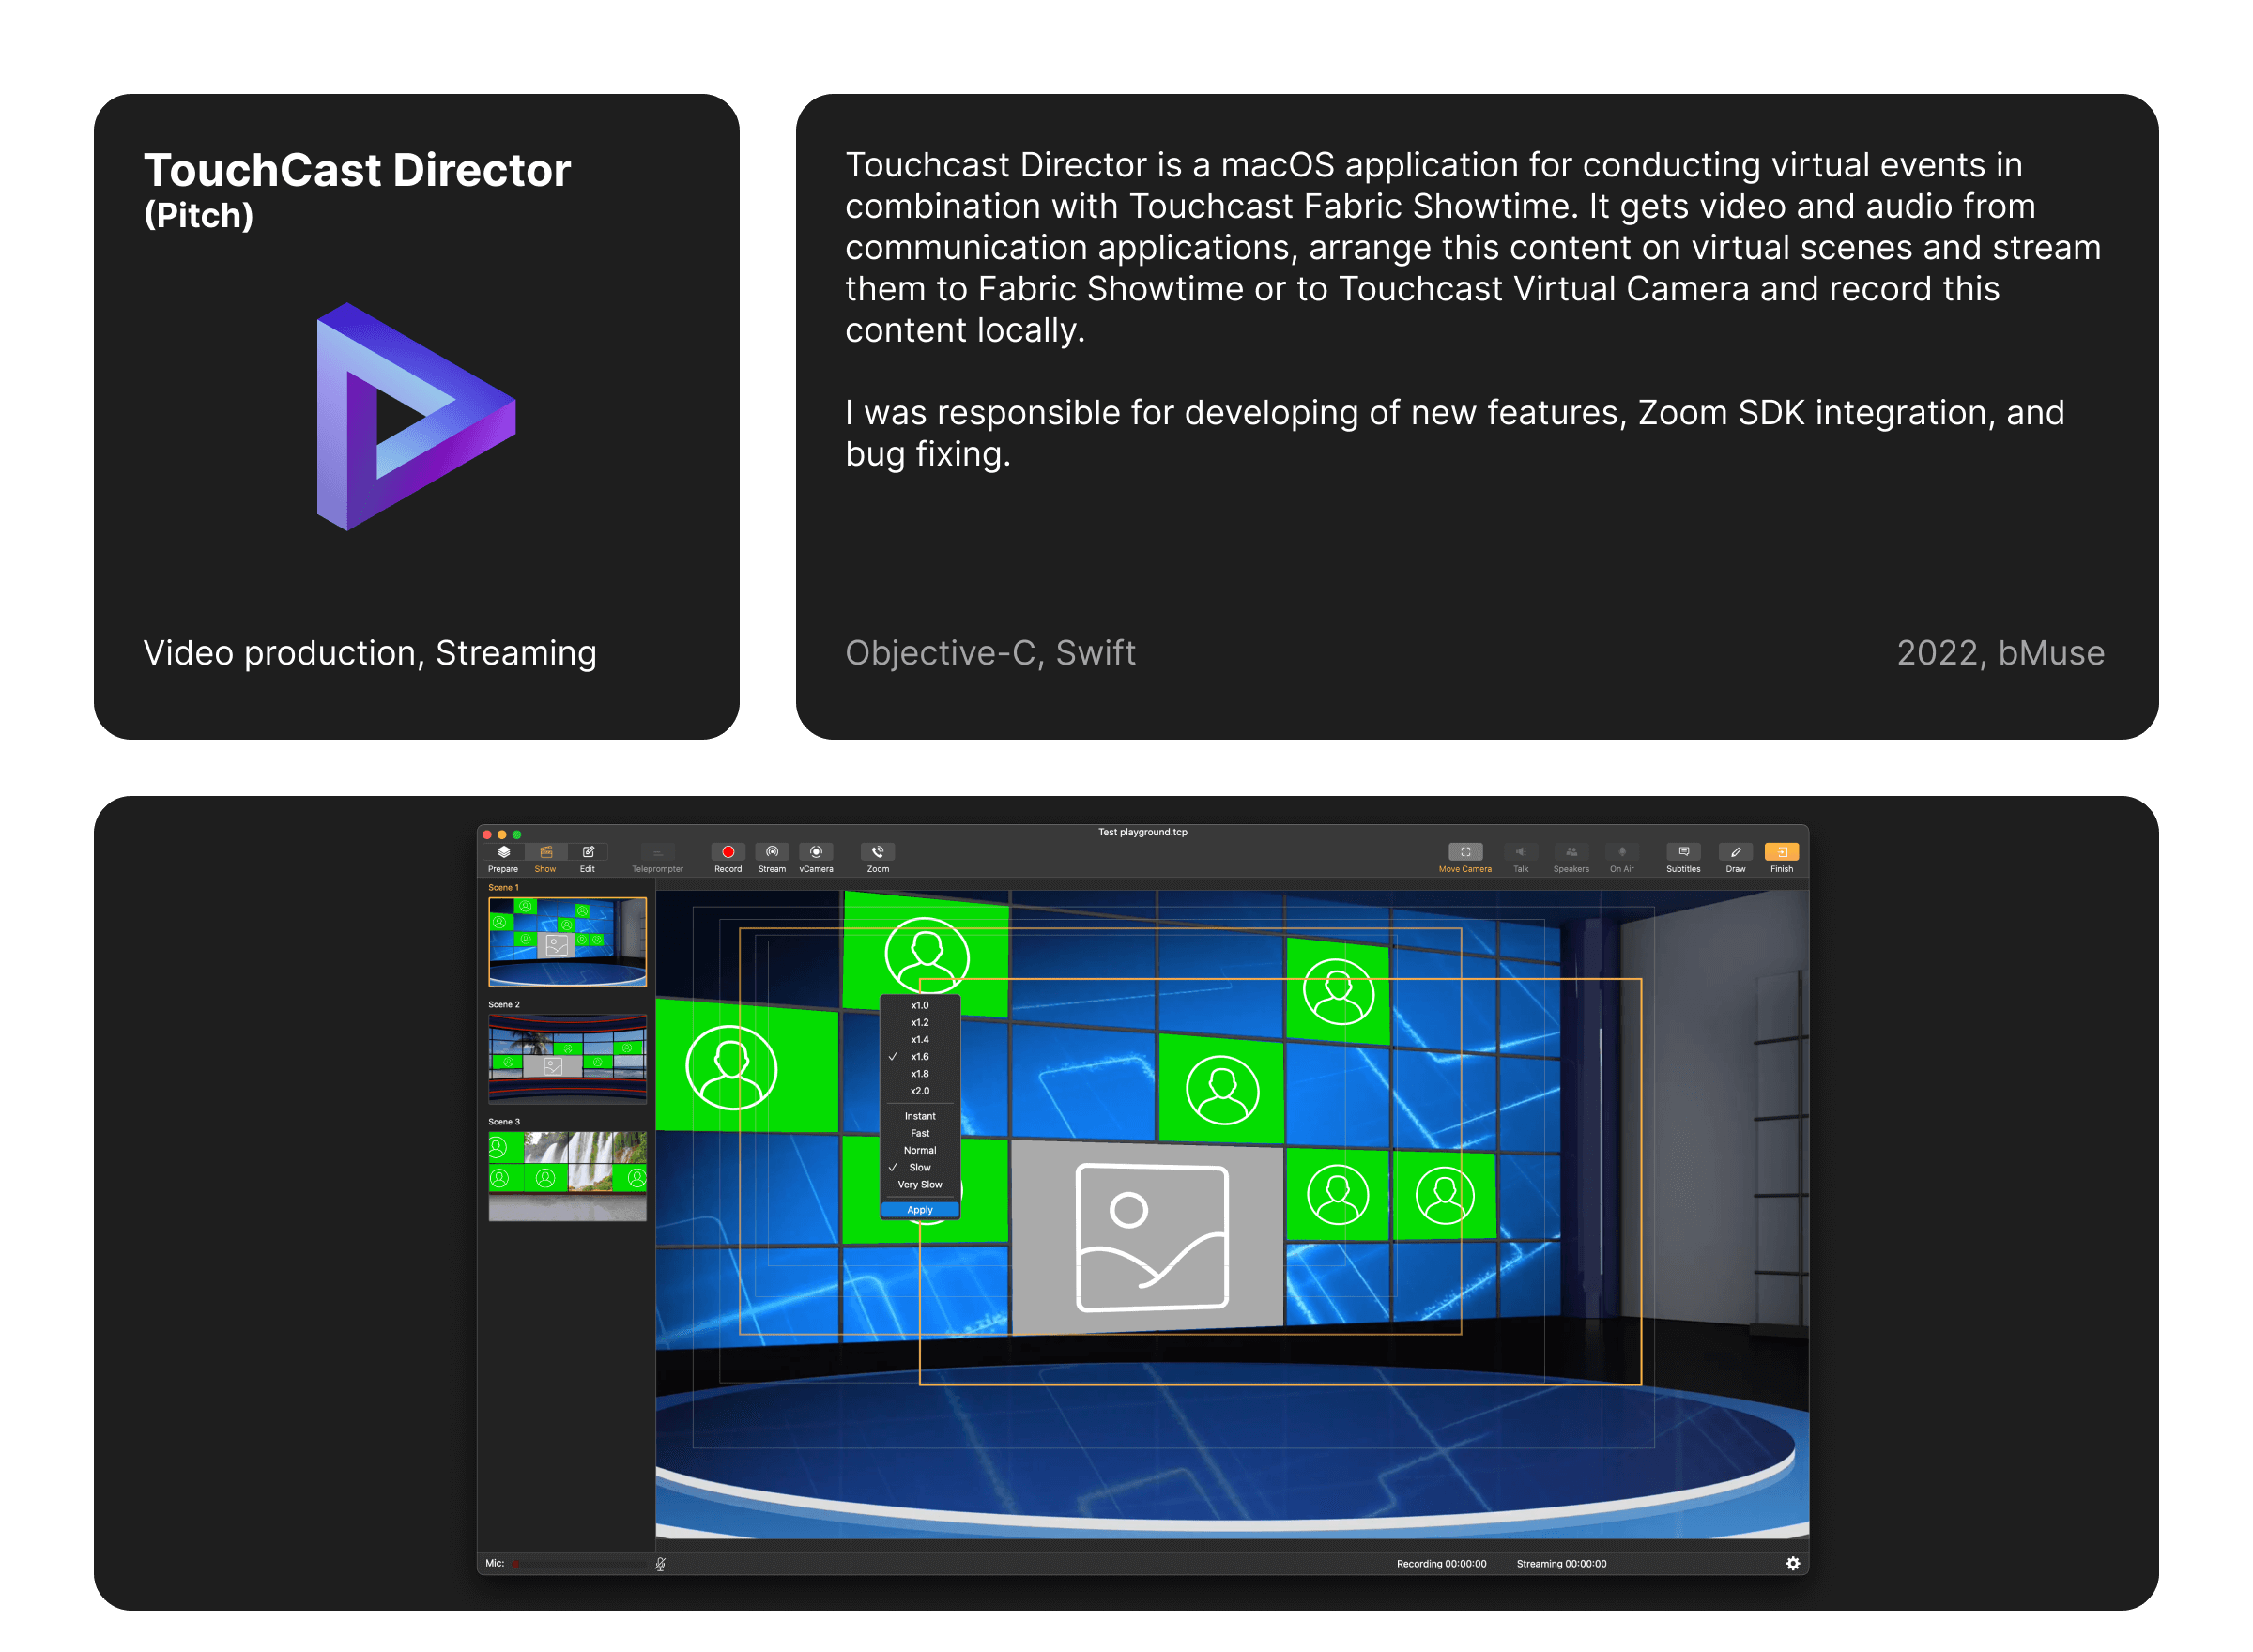 TouchCast Director
(Pitch)
Video production, Streaming
Touchcast Director is a macOS application for conducting virtual events in
combination with Touchcast Fabric Showtime. It gets video and audio from
communication applications, arrange this content on virtual scenes and stream
them to Fabric Showtime or to Touchcast Virtual Camera and record this
content locally.
I was responsible for developing of new features, Zoom SDK integration, and
bug fixing.
Objective-C, Swift
2022, bMuse
Test playground.tcp
Prepare
Show
Edit
Teleprompter
Record
Stream
vCamera
Zoom
Move Camera
Talk
Speakers
On Air
Subtitles
Draw
Finish
Scene 1
Scene 2
Scene 3
x1.0
x1.2
x1.4
x1.6
x1.8
x2.0
Instant
Fast
Normal
Slow
Very Slow
Apply
Mic:
Recording 00:00:00
Streaming 00:00:00